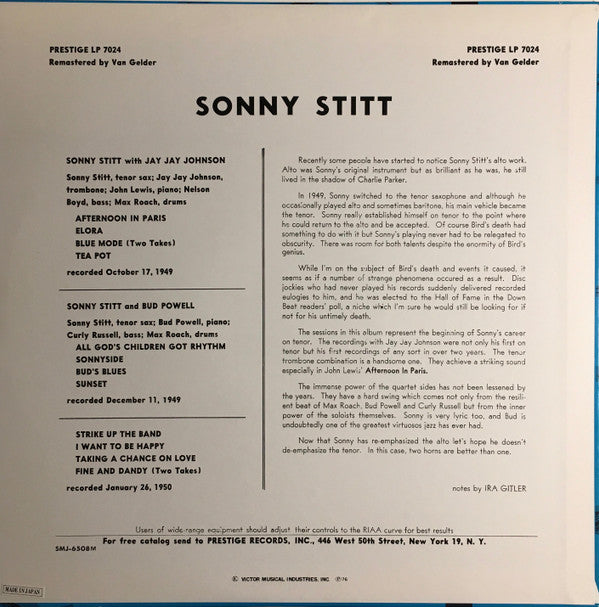 PRESTIGE LP 7024
Remastered by Van Gelder
PRESTIGE LP 7024
Remastered by Van Gelder
SONNY STITT
SONNY STITT with JAY JAY JOHNSON
Sonny Stitt, tenor sax; Jay Jay Johnson,
trombone; John Lewis, piano; Nelson
Boyd, bass; Max Roach, drums
AFTERNOON IN PARIS
ELORA
BLUE MODE (Two Takes)
TEA POT
recorded October 17, 1949
SONNY STITT and BUD POWELL
Sonny Stitt, tenor sax; Bud Powell, piano;
Curly Russell, bass; Max Roach, drums
ALL GOD'S CHILDREN GOT RHYTHM
SONNYSIDE
BUD'S BLUES
SUNSET
recorded December 11, 1949
STRIKE UP THE BAND
I WANT TO BE HAPPY
TAKING A CHANCE ON LOVE
FINE AND DANDY (Two Takes)
recorded January 26, 1950
Recently some people have started to notice Sonny Stitt's alto work.
Alto was Sonny's original instrument but as brilliant as he was, he still
lived in the shadow of Charlie Parker.
In 1949, Sonny switched to the tenor saxophone and although he
occasionally played alto and sometimes baritone, his main vehicle became
the tenor. Sonny really established himself on tenor to the point where
he could return to the alto and be accepted. Of course Bird's death had
something to do with it but Sonny's playing never had to be relegated to
obscurity. There was room for both talents despite the enormity of Bird's
genius.
While I'm on the subject of Bird's death and events it caused, it
seems as if a number of strange phenomena occured as a result. Disc
jockies who had never played his records suddenly delivered recorded
eulogies to him, and he was elected to the Hall of Fame in the Down
Beat readers' poll, a niche which I'm sure he would still be looking for if
not for his untimely death.
The sessions in this album represent the beginning of Sonny's career
on tenor. The recordings with Jay Jay Johnson were not only his first on
tenor but his first recordings of any sort in over two years. The tenor
trombone combination is a handsome one. They achieve a striking sound
especially in John Lewis' Afternoon In Paris.
The immense power of the quartet sides has not been lessened by
the years. They have a hard swing which comes not only from the resili-
ent beat of Max Roach, Bud Powell and Curly Russell but from the inner
power of the soloists themselves. Sonny is very lyric too, and Bud is
undoubtedly one of the greatest virtuosos jazz has ever had.
Now that Sonny has re-emphasized the alto let's hope he doesn't
de-emphasize the tenor. In this case, two horns are better than one.
notes by IRA GITLER
Users of wide-range equipment should adjust their controls to the RIAA curve for best results
For free catalog send to PRESTIGE RECORDS, INC., 446 West 50th Street, New York 19, N. Y.
SMJ-6508M
MADE IN JAPAN
Ⓒ VICTOR MUSICAL INDUSTRIES, INC. ℗'76